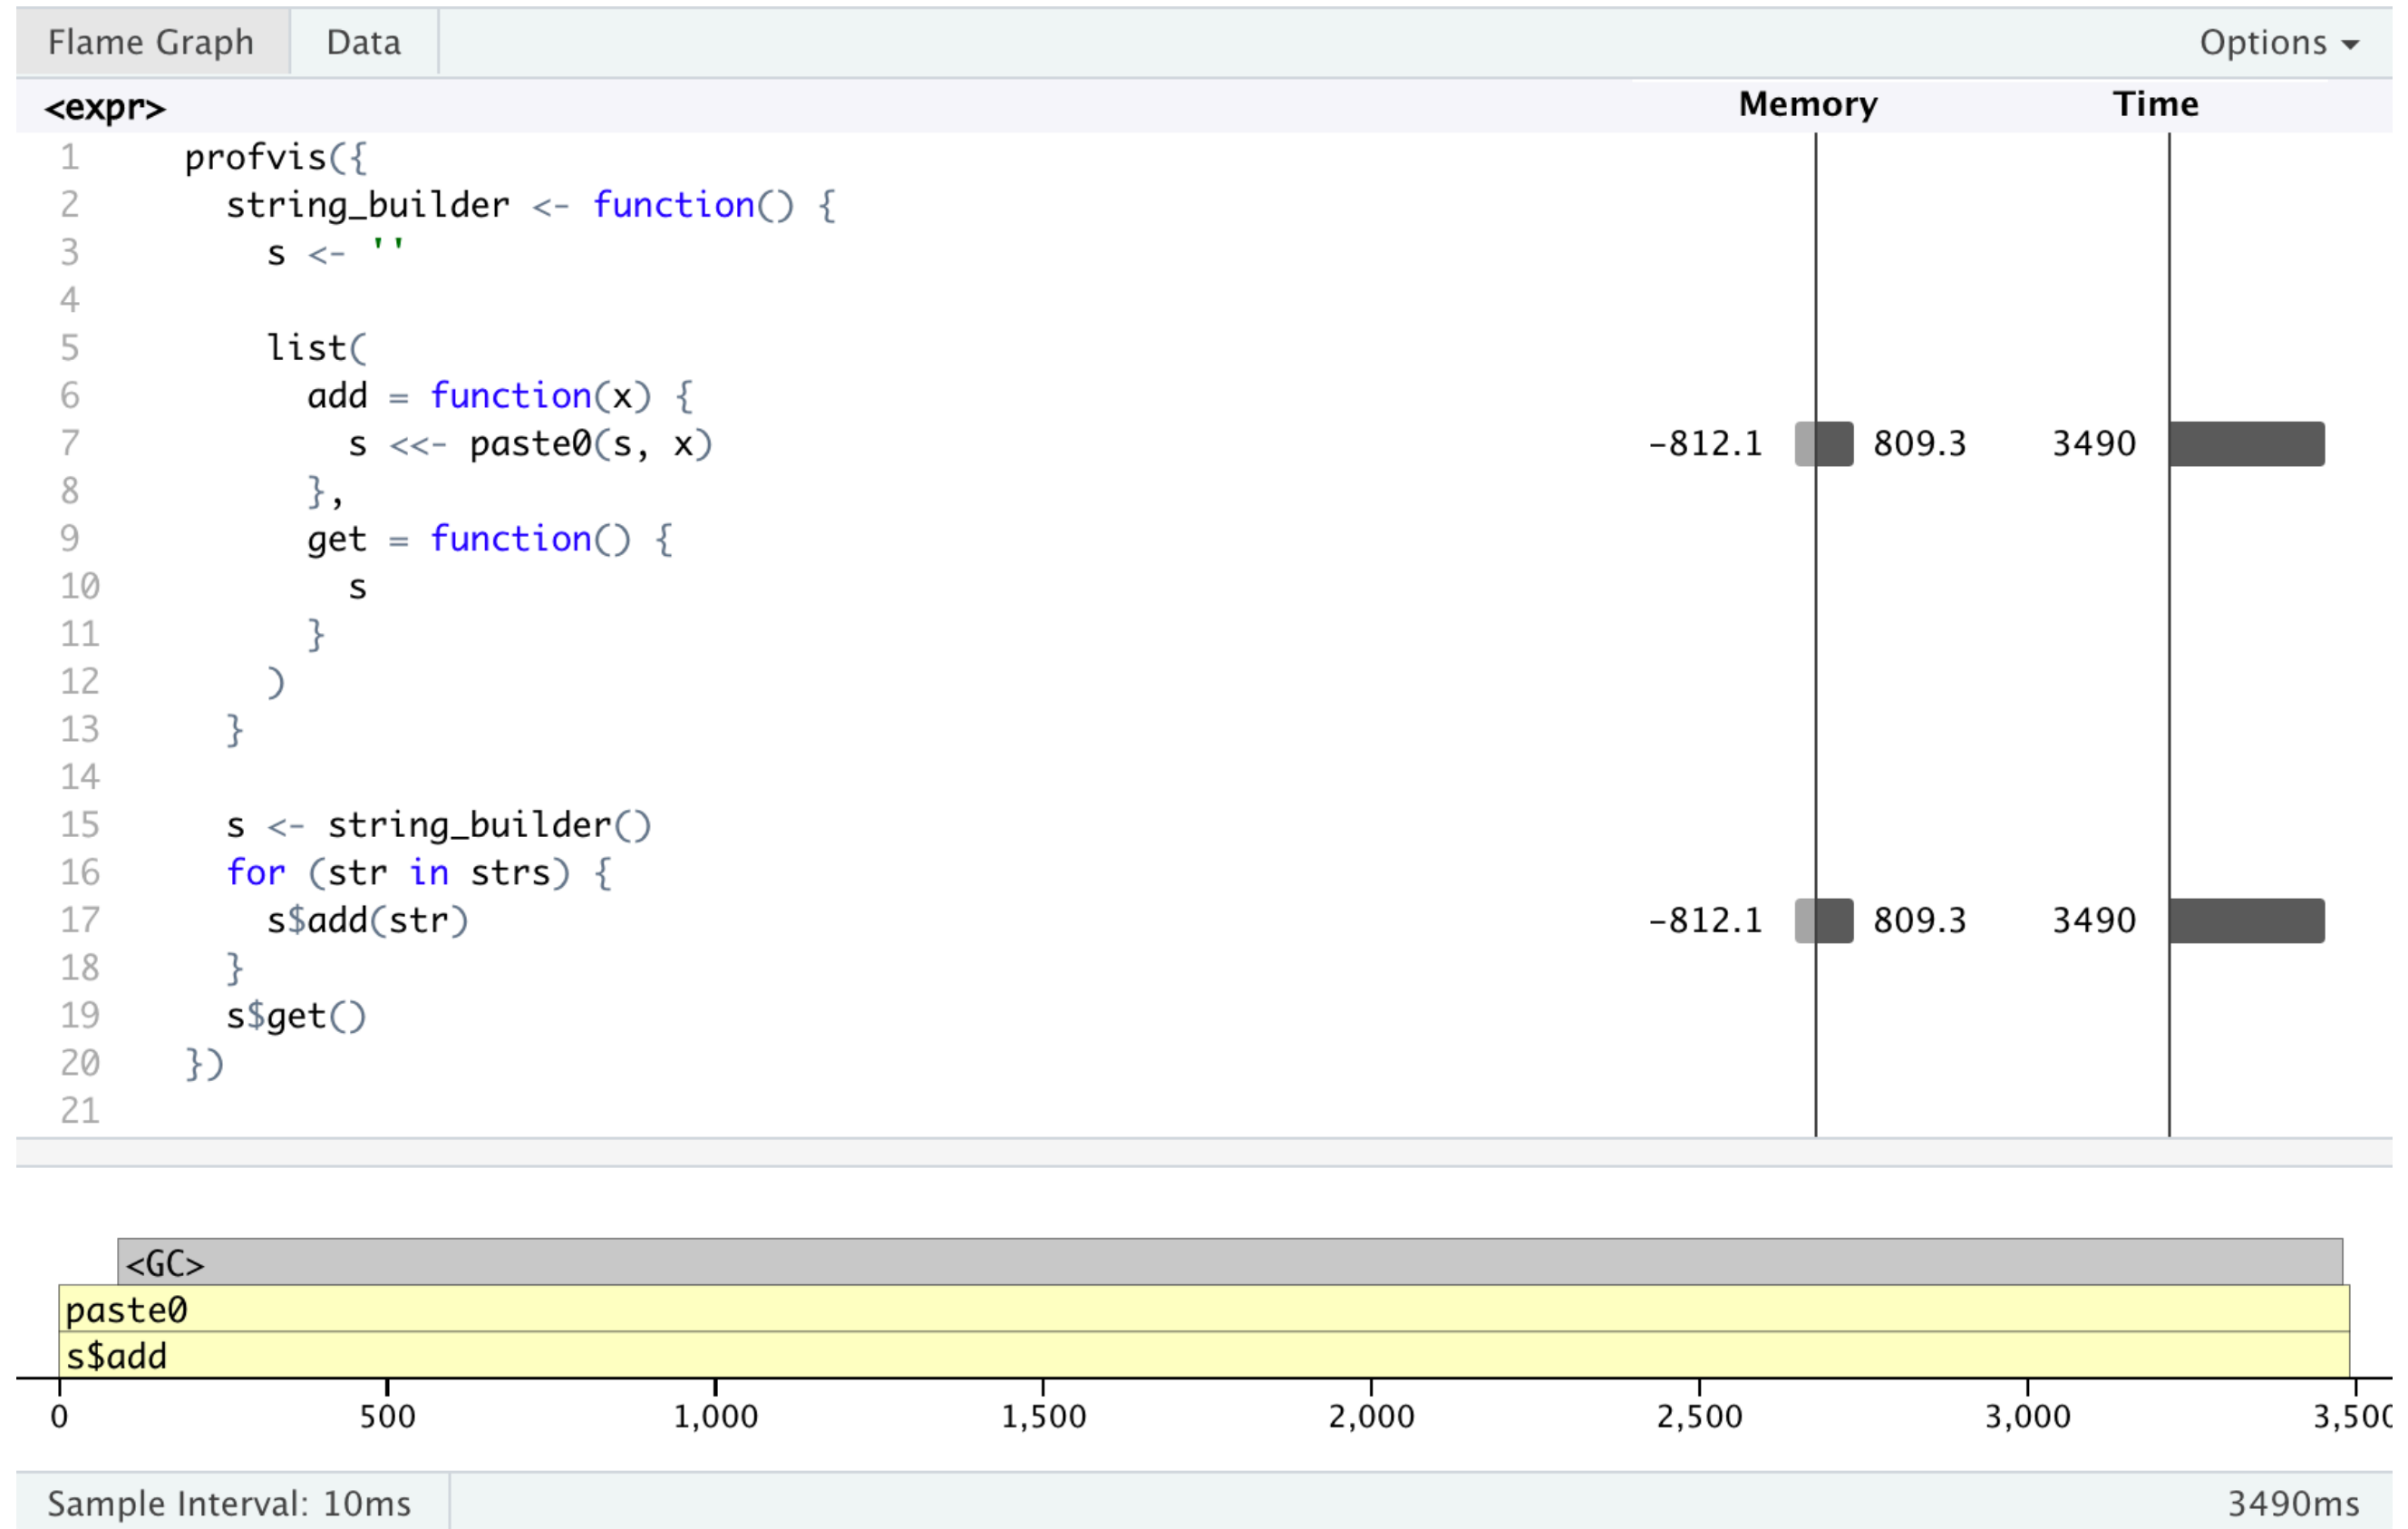 Flame Graph Data Options
<expr> Memory Time
1 profvis({
2 string_builder <- function() {
3 s <- ''
4
5 list(
6 add = function(x) {
7 s <<- paste0(s, x) -812.1 809.3 3490
8 },
9 get = function() {
10 s
11 }
12 )
13 }
14
15 s <- string_builder()
16 for (str in strs) {
17 s$add(str) -812.1 809.3 3490
18 }
19 s$get()
20 })
21
<GC>
paste0
s$add
0 500 1,000 1,500 2,000 2,500 3,000 3,500
Sample Interval: 10ms 3490ms